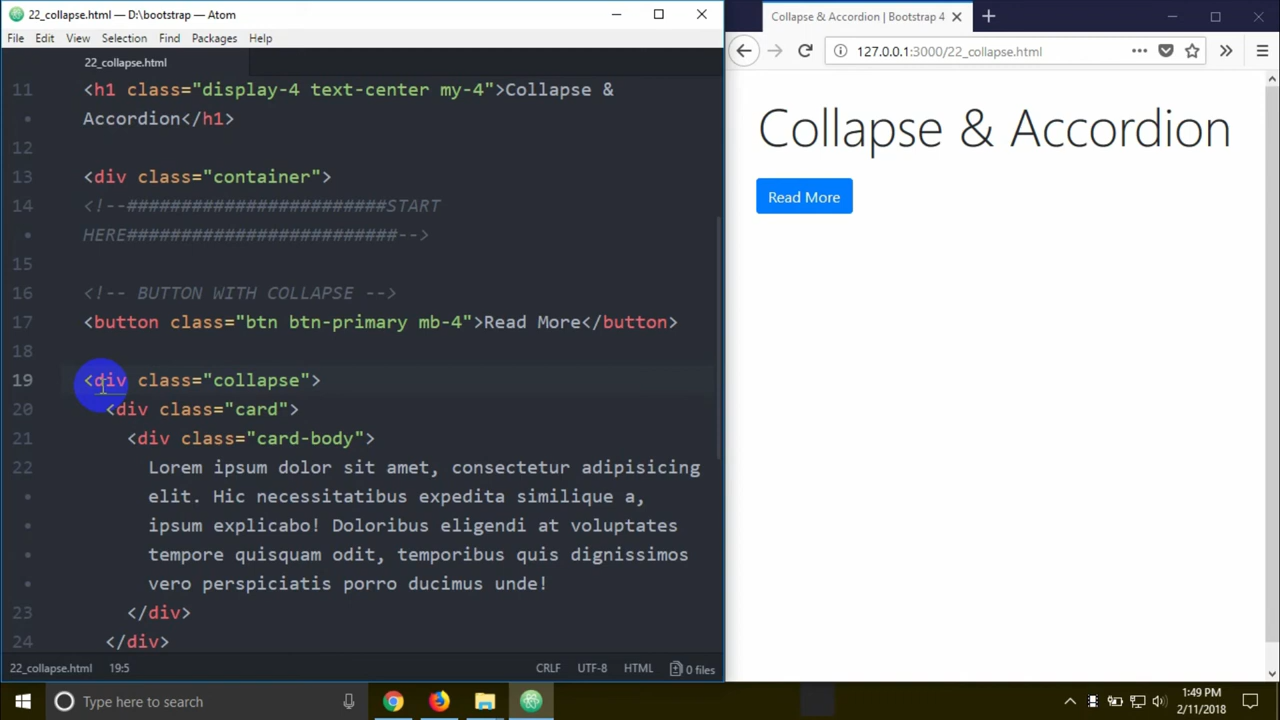 22_collapse.html — D:\bootstrap — Atom
File Edit View Selection Find Packages Help
22_collapse.html
11 <h1 class="display-4 text-center my-4">Collapse &
Accordion</h1>
12
13 <div class="container">
14 <!--########################START
HERE#########################-->
15
16 <!-- BUTTON WITH COLLAPSE -->
17 <button class="btn btn-primary mb-4">Read More</button>
18
19 <div class="collapse">
20 <div class="card">
21 <div class="card-body">
22 Lorem ipsum dolor sit amet, consectetur adipisicing
elit. Hic necessitatibus expedita similique a,
ipsum explicabo! Doloribus eligendi at voluptates
tempore quisquam odit, temporibus quis dignissimos
vero perspiciatis porro ducimus unde!
23 </div>
24 </div>
22_collapse.html 19:5 CRLF UTF-8 HTML 0 files
Collapse & Accordion | Bootstrap 4
127.0.0.1:3000/22_collapse.html
Collapse & Accordion
Read More
Type here to search
1:49 PM
2/11/2018